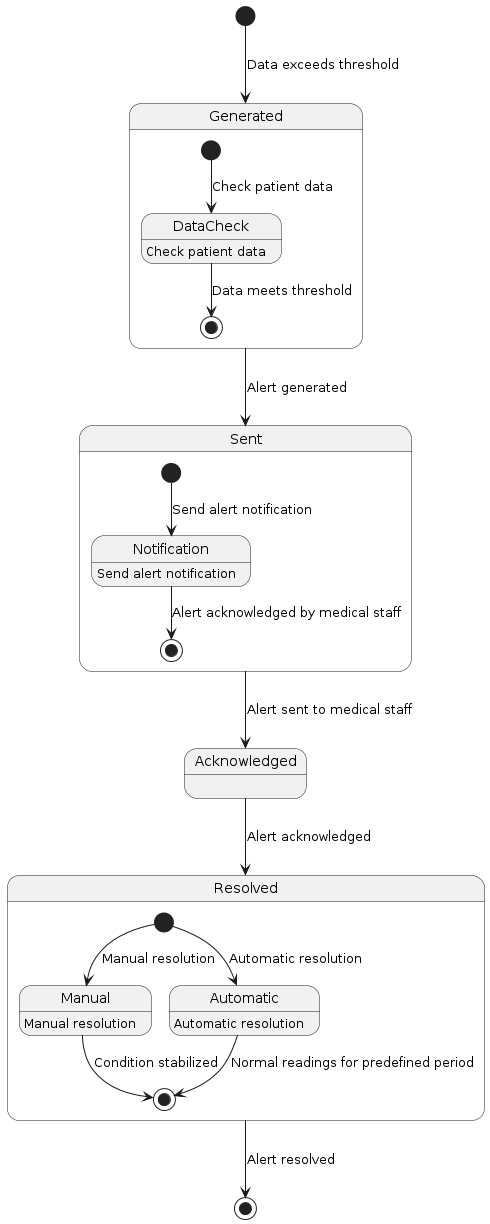 Data exceeds threshold
Generated
Check patient data
DataCheck
Check patient data
Data meets threshold
Alert generated
Sent
Send alert notification
Notification
Send alert notification
Alert acknowledged by medical staff
Alert sent to medical staff
Acknowledged
Alert acknowledged
Resolved
Manual resolution
Automatic resolution
Manual
Automatic
Manual resolution
Automatic resolution
Condition stabilized
Normal readings for predefined period
Alert resolved